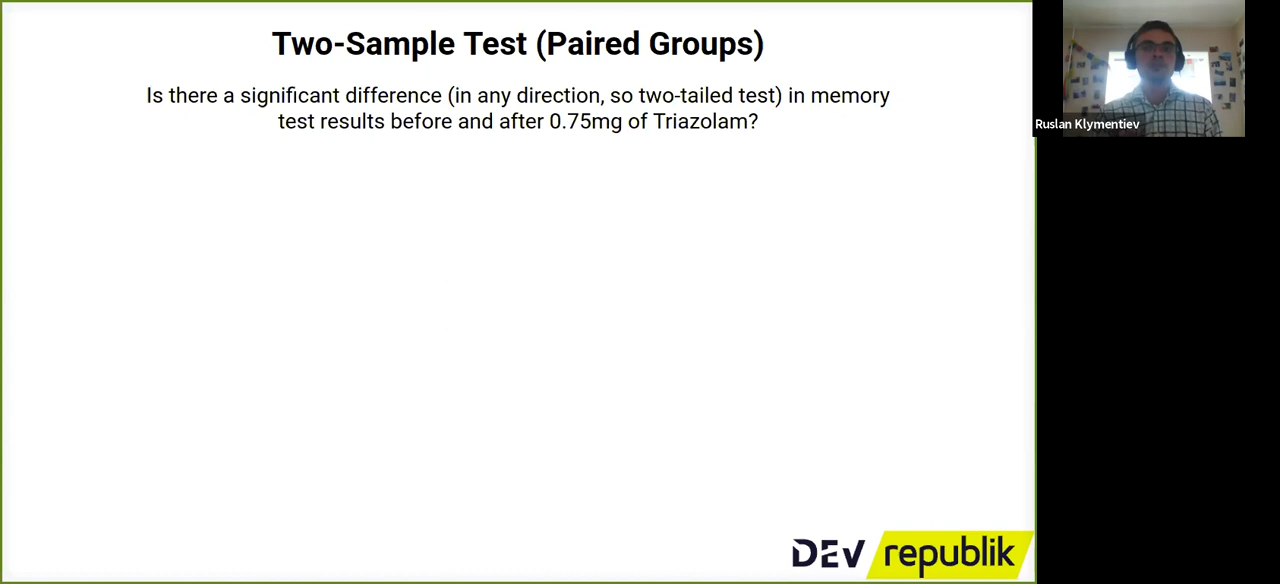 Two-Sample Test (Paired Groups)
Is there a significant difference (in any direction, so two-tailed test) in memory
test results before and after 0.75mg of Triazolam?
Ruslan Klymentiev
DEV republik